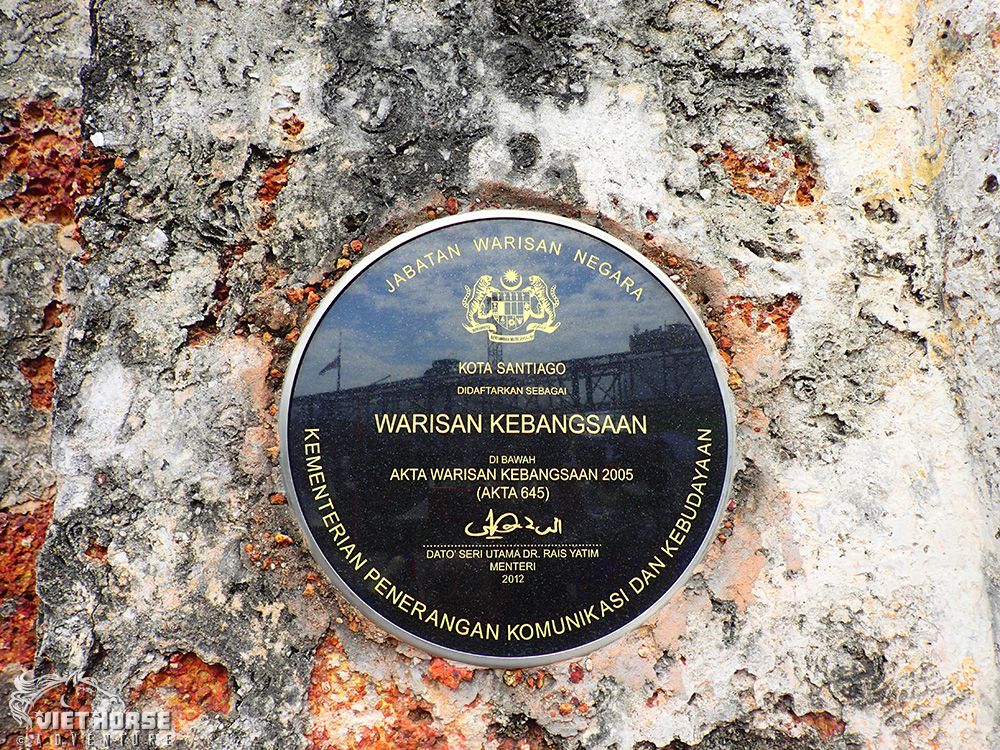 JABATAN WARISAN NEGARA
KOTA SANTIAGO
DIDAFTARKAN SEBAGAI
WARISAN KEBANGSAAN
DI BAWAH
AKTA WARISAN KEBANGSAAN 2005
(AKTA 645)
DATO' SERI UTAMA DR. RAIS YATIM
MENTERI
2012
KEMENTERIAN PENERANGAN KOMUNIKASI DAN KEBUDAYAAN
VIETHORSE
© ADVENTURE